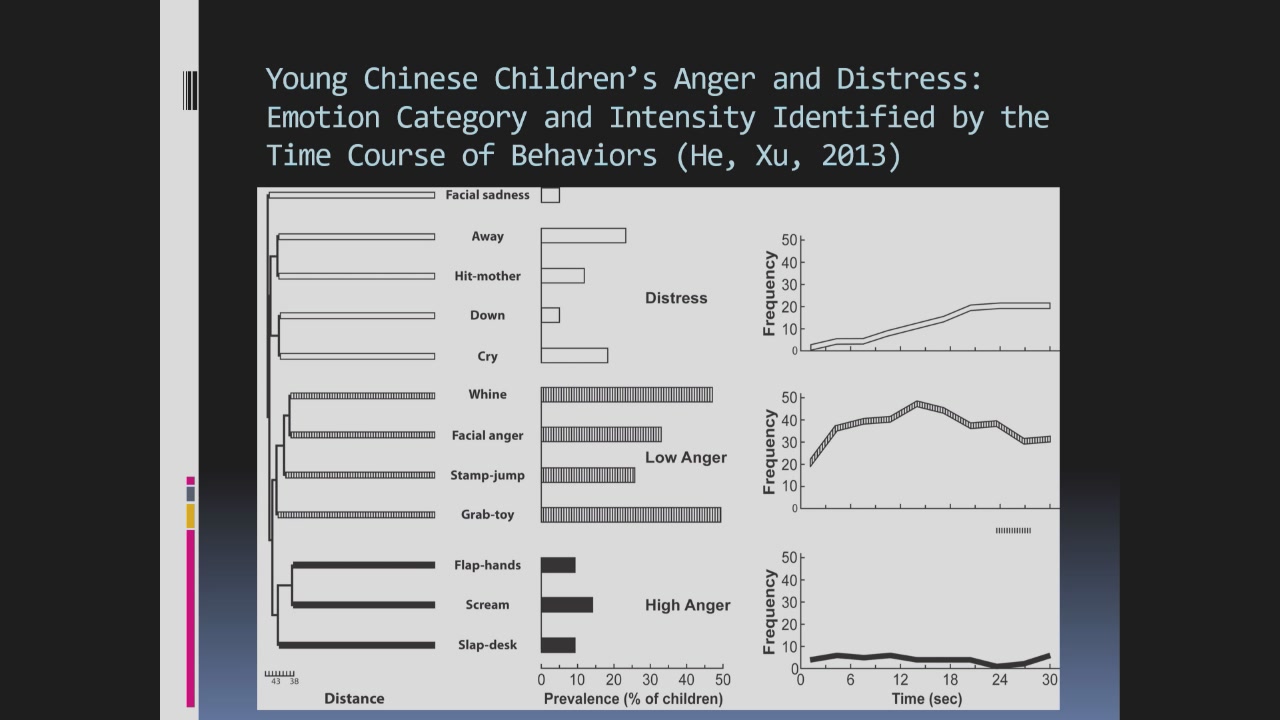 Young Chinese Children’s Anger and Distress:
Emotion Category and Intensity Identified by the
Time Course of Behaviors (He, Xu, 2013)
Facial sadness
Away
Hit-mother
Distress
Down
Cry
Whine
Facial anger
Low Anger
Stamp-jump
Grab-toy
Flap-hands
Scream
High Anger
Slap-desk
43 38
Distance
0 10 20 30 40 50
Prevalence (% of children)
Frequency
50
40
30
20
10
0
Frequency
50
40
30
20
10
0
Frequency
50
40
30
20
10
0
0 6 12 18 24 30
Time (sec)